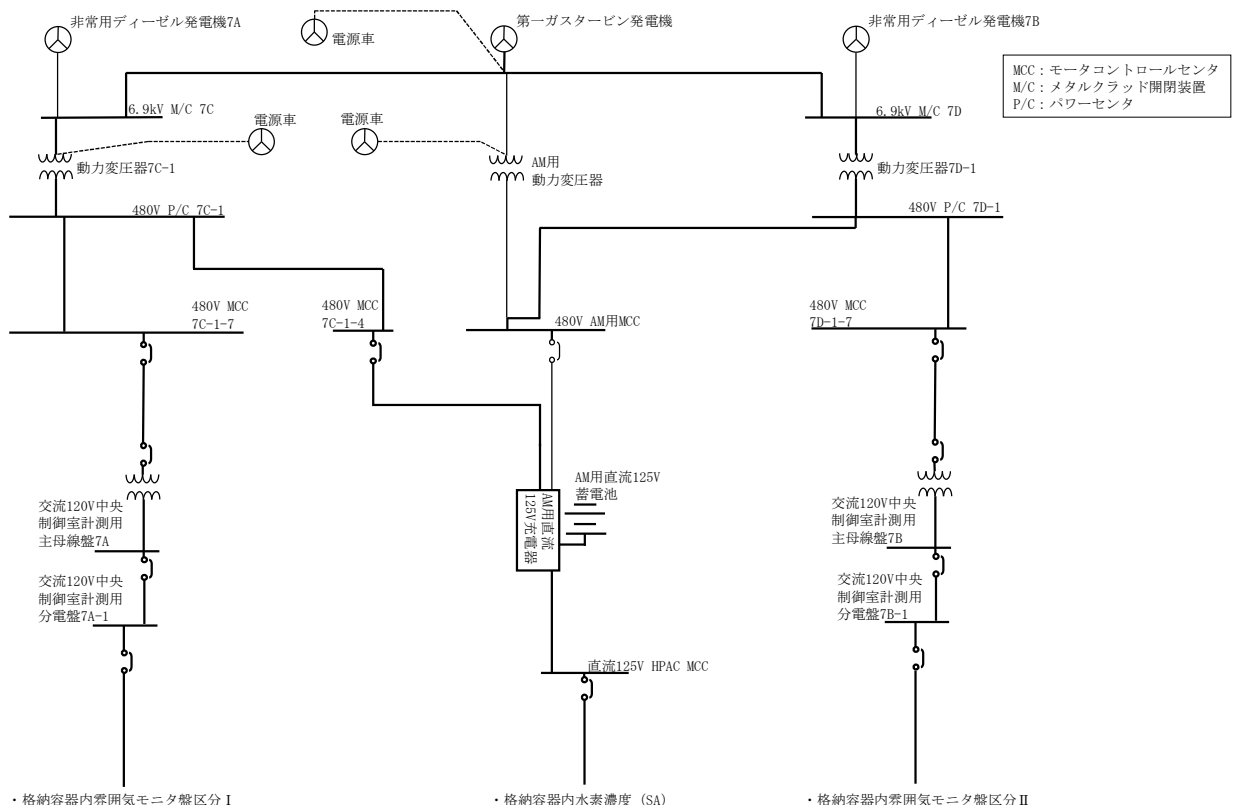 非常用ディーゼル発電機7A
電源車
第一ガスタービン発電機
非常用ディーゼル発電機7B
MCC：モータコントロールセンタ
M/C：メタルクラッド開閉装置
P/C：パワーセンタ
6.9kV M/C 7C
電源車
電源車
6.9kV M/C 7D
動力変圧器7C-1
AM用
動力変圧器
動力変圧器7D-1
480V P/C 7C-1
480V P/C 7D-1
480V MCC
7C-1-7
480V MCC
7C-1-4
480V AM用MCC
480V MCC
7D-1-7
AM用直流125V
蓄電池
AM用直流
125V充電器
交流120V中央
制御室計測用
主母線盤7A
交流120V中央
制御室計測用
主母線盤7B
交流120V中央
制御室計測用
分電盤7A-1
交流120V中央
制御室計測用
分電盤7B-1
直流125V HPAC MCC
・格納容器内雰囲気モニタ盤区分Ⅰ
・格納容器内水素濃度（SA）
・格納容器内雰囲気モニタ盤区分Ⅱ